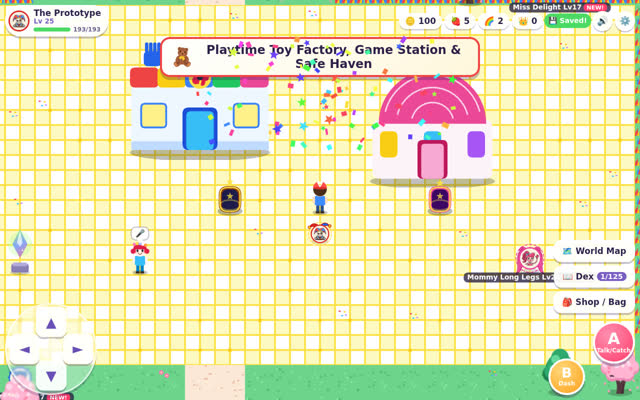 The Prototype
Lv 25
193/193
Miss Delight Lv17 NEW!
100
5
2
0
Saved!
Playtime Toy Factory, Game Station &
Safe Haven
World Map
Mommy Long Legs Lv2
Dex 1/125
Shop / Bag
A
Talk/Catch
B
Dash
NEW!